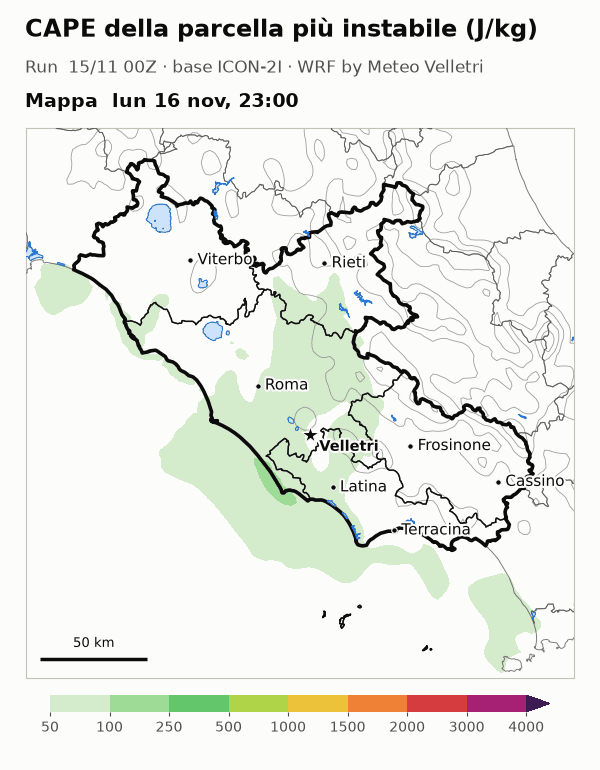 CAPE della parcella più instabile (J/kg)
Run 15/11 00Z · base ICON-2I · WRF by Meteo Velletri
Mappa lun 16 nov, 23:00
Viterbo
Rieti
Roma
Velletri
Frosinone
Latina
Cassino
Terracina
50 km
50 100 250 500 1000 1500 2000 3000 4000